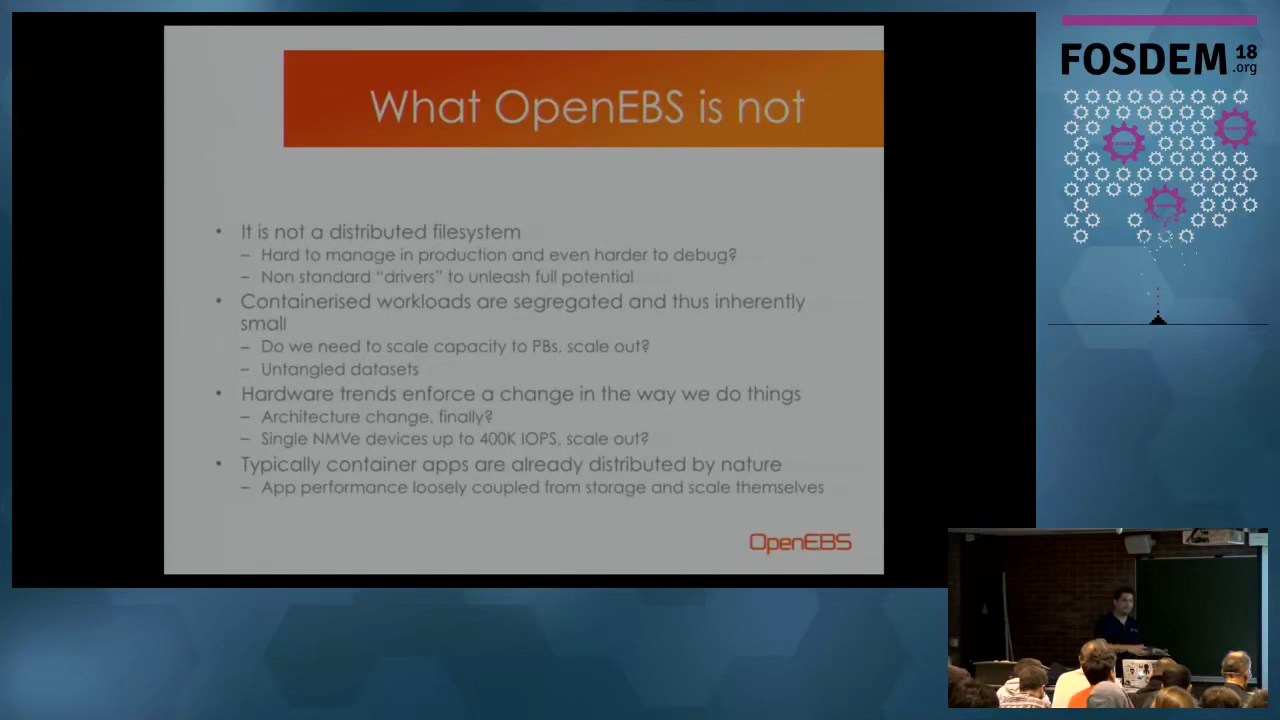 What OpenEBS is not
• It is not a distributed filesystem
– Hard to manage in production and even harder to debug?
– Non standard “drivers” to unleash full potential
• Containerised workloads are segregated and thus inherently
small
– Do we need to scale capacity to PBs, scale out?
– Untangled datasets
• Hardware trends enforce a change in the way we do things
– Architecture change, finally?
– Single NMVe devices up to 400K IOPS, scale out?
• Typically container apps are already distributed by nature
– App performance loosely coupled from storage and scale themselves
OpenEBS
FOSDEM 18
.org